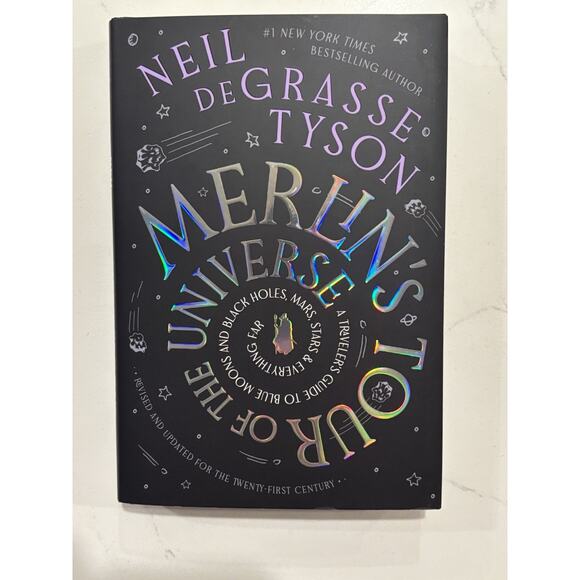 #1 NEW YORK TIMES
BESTSELLING AUTHOR
NEIL
DEGRASSE
TYSON
MERLIN'S TOUR OF THE UNIVERSE
A TRAVELER'S GUIDE TO BLUE MOONS AND BLACK HOLES, MARS, STARS & EVERYTHING FAR
• • REVISED AND UPDATED FOR THE TWENTY-FIRST CENTURY • •